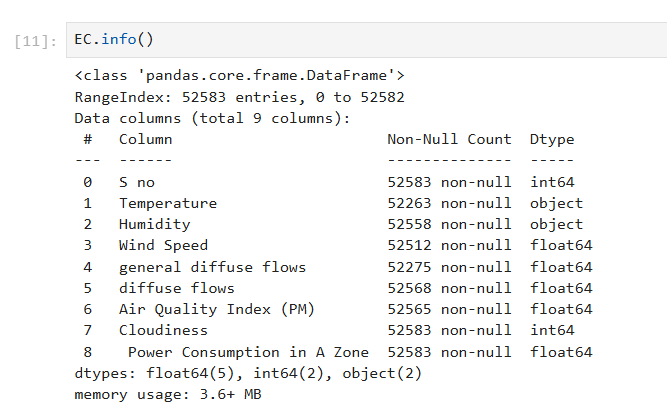 [11]: EC.info()
<class 'pandas.core.frame.DataFrame'>
RangeIndex: 52583 entries, 0 to 52582
Data columns (total 9 columns):
 #   Column                       Non-Null Count  Dtype
---  ------                       --------------  -----
 0   S no                         52583 non-null  int64
 1   Temperature                  52263 non-null  object
 2   Humidity                     52558 non-null  object
 3   Wind Speed                   52512 non-null  float64
 4   general diffuse flows        52275 non-null  float64
 5   diffuse flows                52568 non-null  float64
 6   Air Quality Index (PM)       52565 non-null  float64
 7   Cloudiness                   52583 non-null  int64
 8    Power Consumption in A Zone  52583 non-null  float64
dtypes: float64(5), int64(2), object(2)
memory usage: 3.6+ MB